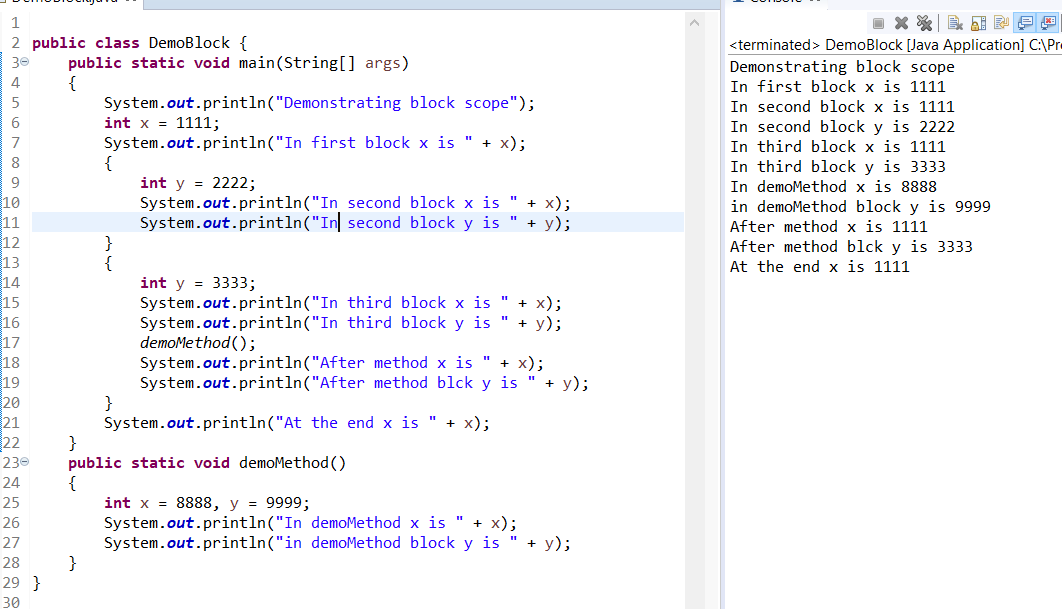 1
2 public class DemoBlock {
3 public static void main(String[] args)
4 {
5 System.out.println("Demonstrating block scope");
6 int x = 1111;
7 System.out.println("In first block x is " + x);
8 {
9 int y = 2222;
10 System.out.println("In second block x is " + x);
11 System.out.println("In second block y is " + y);
12 }
13 {
14 int y = 3333;
15 System.out.println("In third block x is " + x);
16 System.out.println("In third block y is " + y);
17 demoMethod();
18 System.out.println("After method x is " + x);
19 System.out.println("After method blck y is " + y);
20 }
21 System.out.println("At the end x is " + x);
22 }
23 public static void demoMethod()
24 {
25 int x = 8888, y = 9999;
26 System.out.println("In demoMethod x is " + x);
27 System.out.println("in demoMethod block y is " + y);
28 }
29 }
30
<terminated> DemoBlock [Java Application] C:\Pr
Demonstrating block scope
In first block x is 1111
In second block x is 1111
In second block y is 2222
In third block x is 1111
In third block y is 3333
In demoMethod x is 8888
in demoMethod block y is 9999
After method x is 1111
After method blck y is 3333
At the end x is 1111